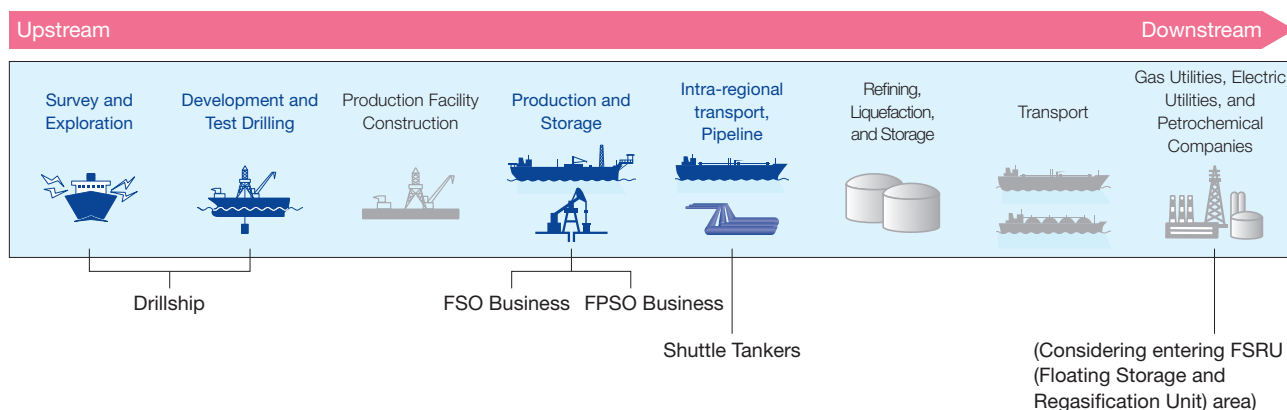 Upstream
Downstream
Survey and
Exploration
Development and
Test Drilling
Production Facility
Construction
Production and
Storage
Intra-regional
transport,
Pipeline
Refining,
Liquefaction,
and Storage
Transport
Gas Utilities, Electric
Utilities, and
Petrochemical
Companies
Drillship
FSO Business
FPSO Business
Shuttle Tankers
(Considering entering FSRU
(Floating Storage and
Regasification Unit) area)